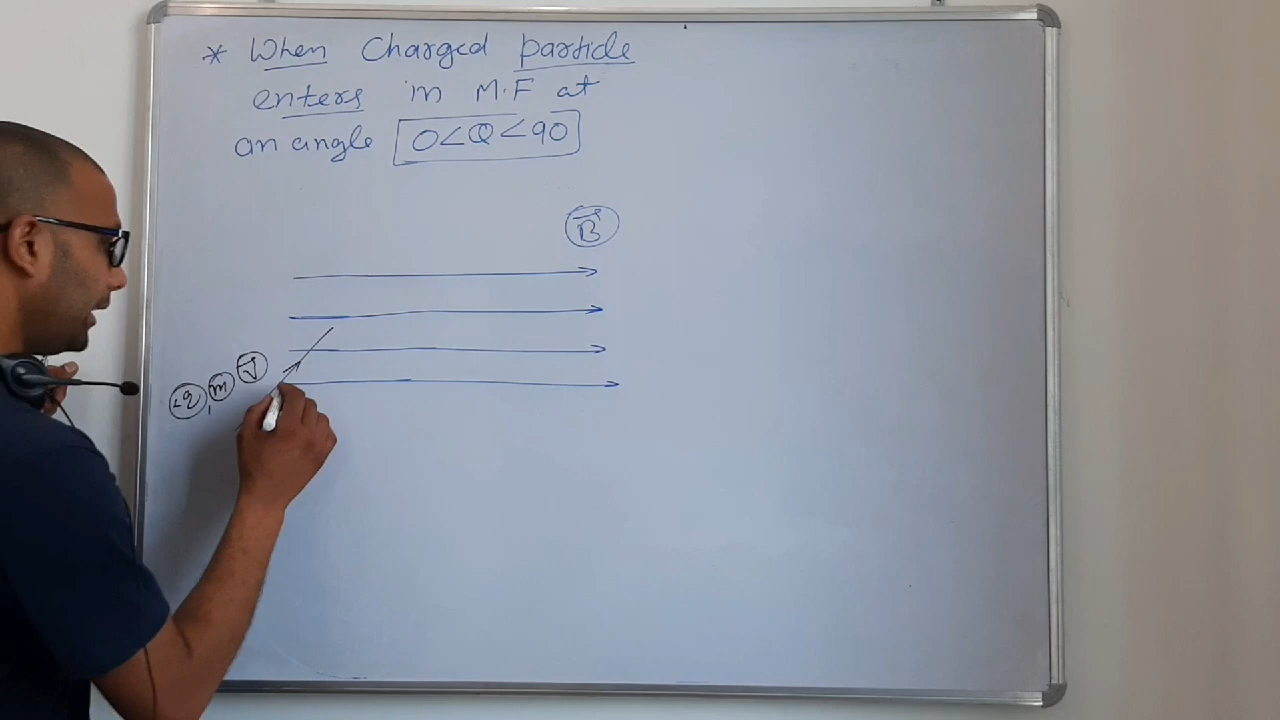 * When Charged particle
enters in M.F at
an angle 0<Q<90
B
-q, m v